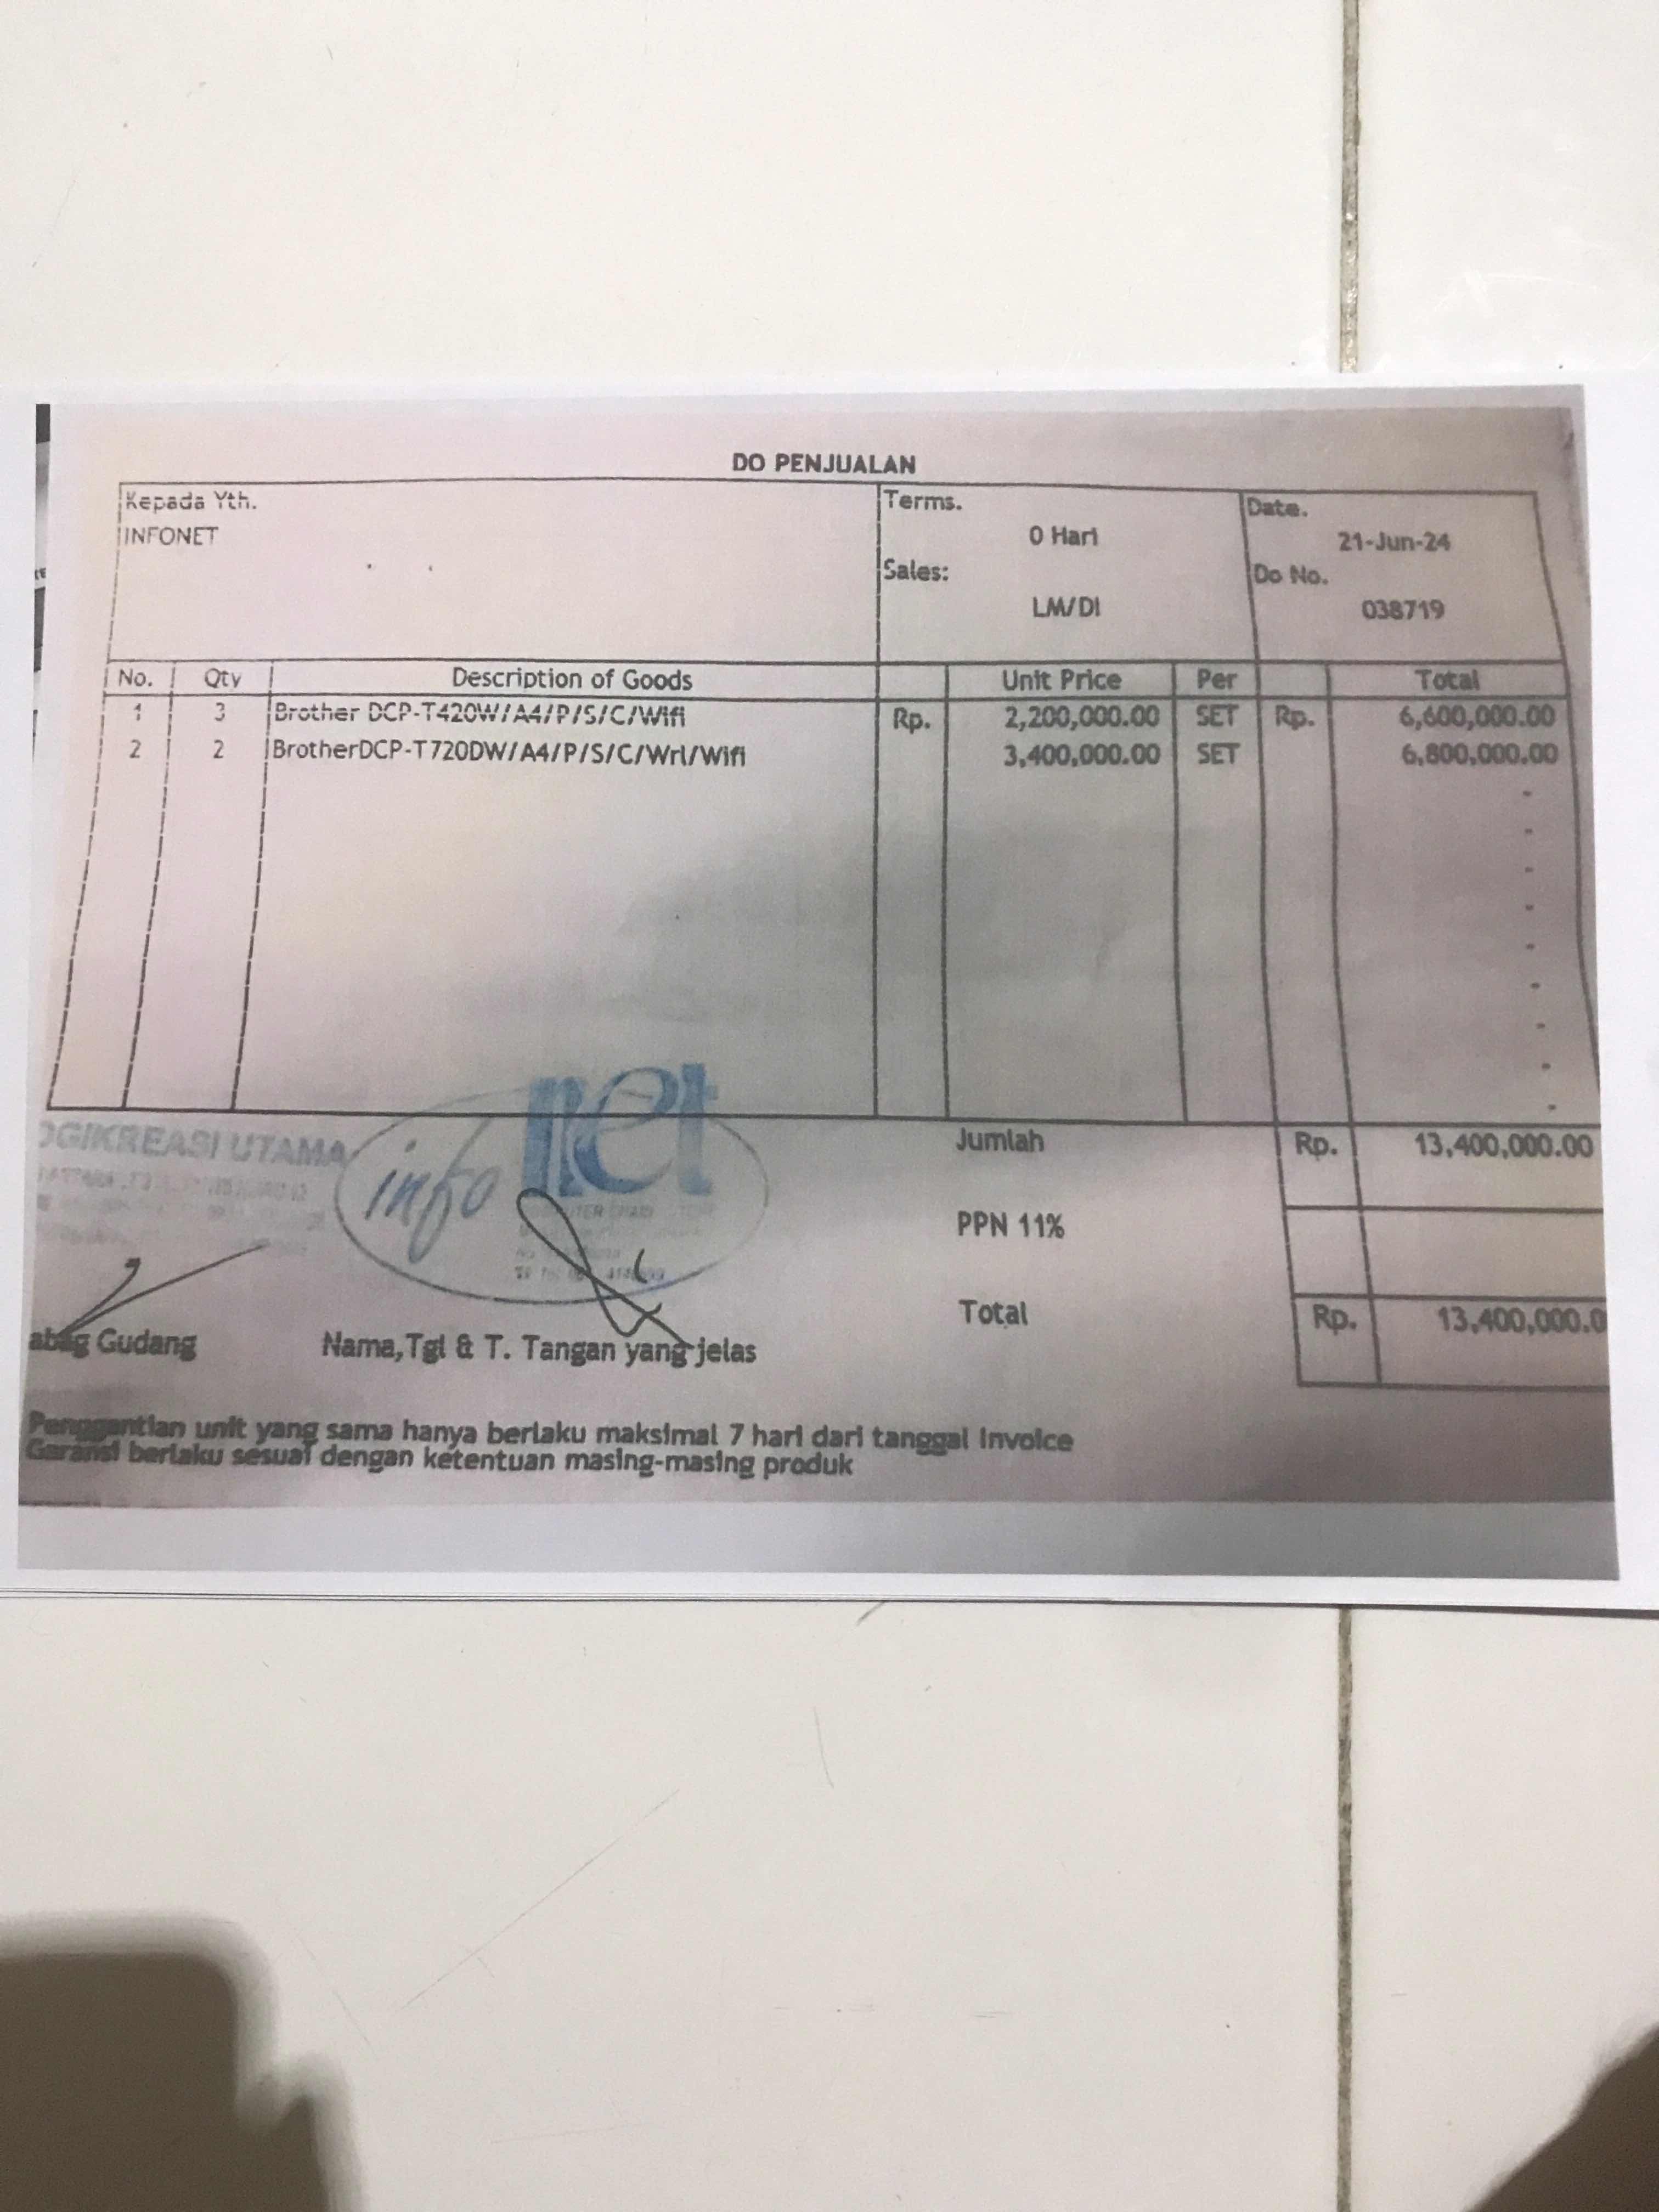 DO PENJUALAN
Kepada Yth.
INFONET
Terms.
0 Hari
Sales:
LM/DI
Date.
21-Jun-24
Do No.
038719
No. Qty Description of Goods Unit Price Per Total
1 3 Brother DCP-T420W/A4/P/S/C/Wifi Rp. 2,200,000.00 SET Rp. 6,600,000.00
2 2 BrotherDCP-T720DW/A4/P/S/C/Wrl/Wifi 3,400,000.00 SET 6,800,000.00
-
-
-
-
-
-
-
-
-
Jumlah Rp. 13,400,000.00
PPN 11%
Total Rp. 13,400,000.0
OGIKREASI UTAMA
info net
abag Gudang
Nama,Tgl & T. Tangan yang jelas
Penggantian unit yang sama hanya berlaku maksimal 7 hari dari tanggal Invoice
Garansi berlaku sesuai dengan ketentuan masing-masing produk